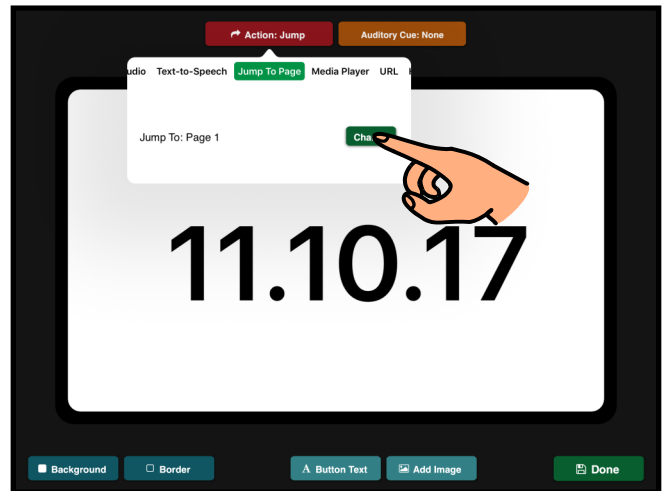 Action: Jump
Auditory Cue: None
Text-to-Speech Jump To Page Media Player URL
Jump To: Page 1
11.10.17
Background
Border
A Button Text
Add Image
Done